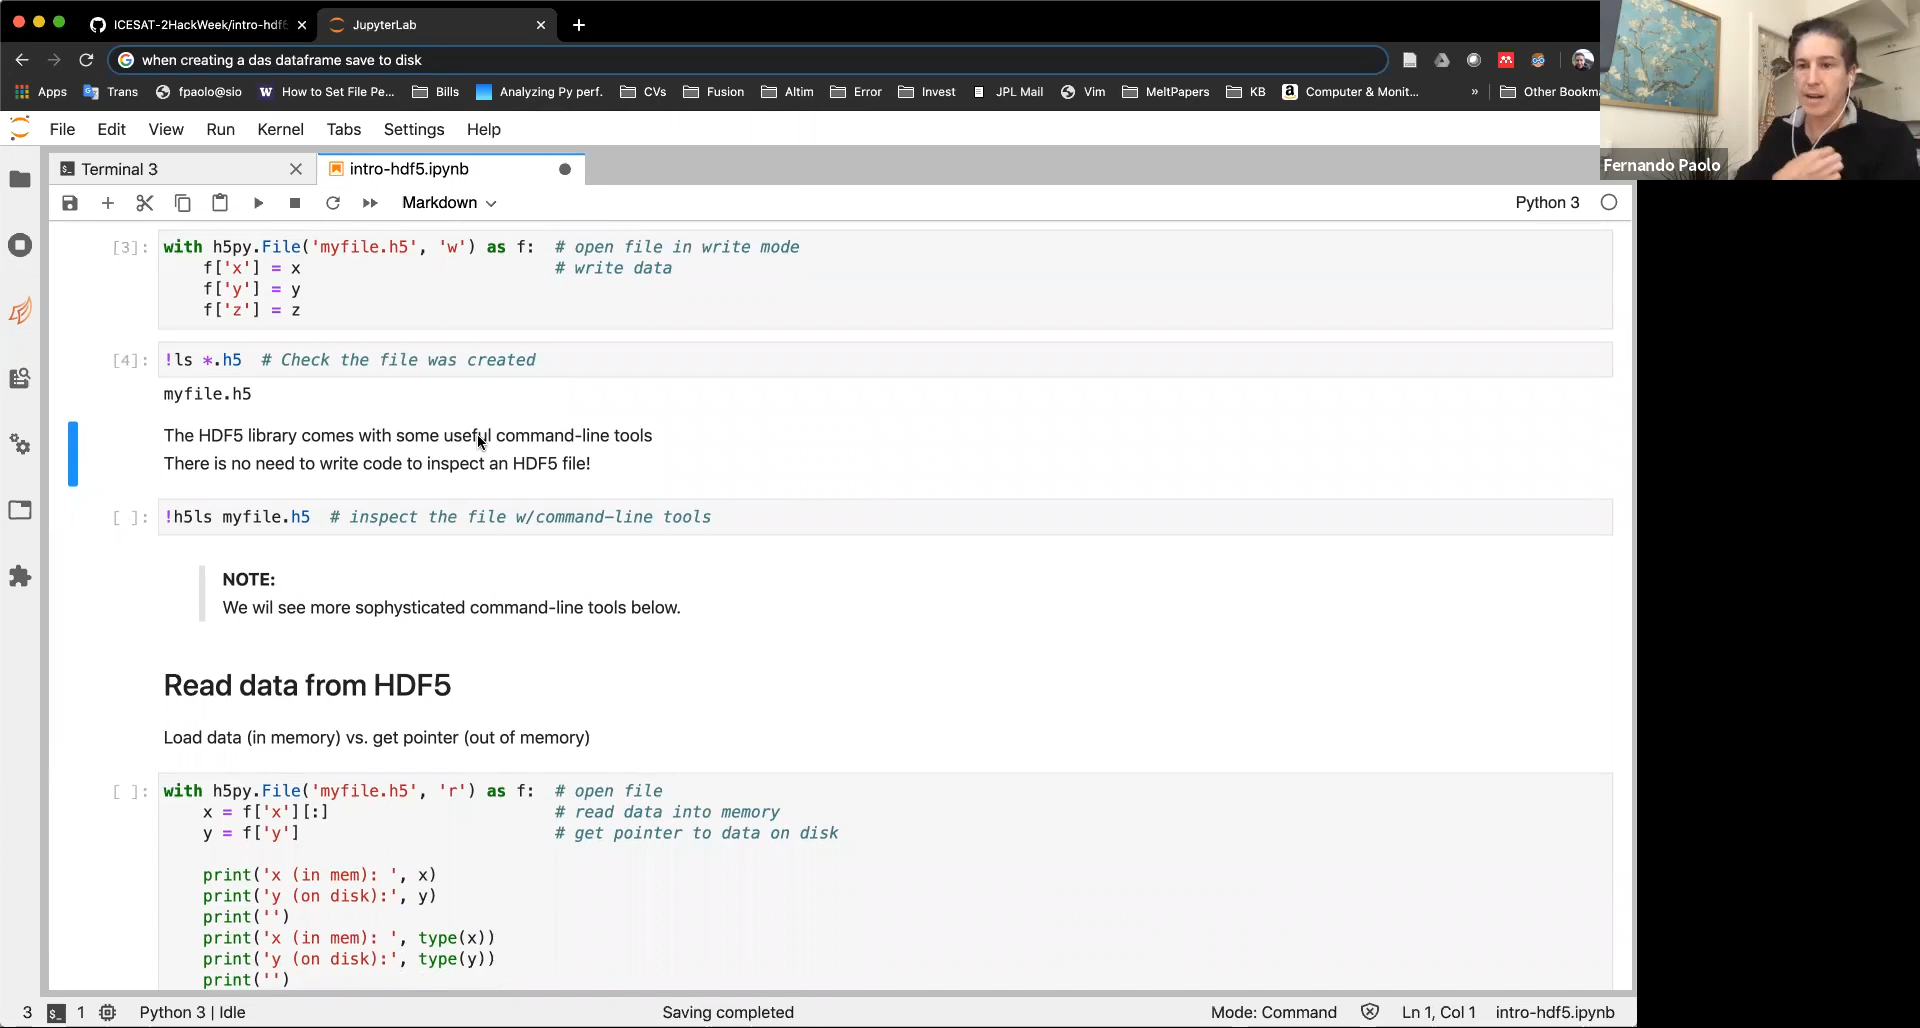 ICESAT-2HackWeek/intro-hdf5
JupyterLab
when creating a das dataframe save to disk
Apps
Trans
fpaolo@sio
How to Set File Pe...
Bills
Analyzing Py perf.
CVs
Fusion
Altim
Error
Invest
JPL Mail
Vim
MeltPapers
KB
Computer & Monit...
»
Other Bookma
File Edit View Run Kernel Tabs Settings Help
Fernando Paolo
Terminal 3
intro-hdf5.ipynb
Markdown
Python 3
[3]: with h5py.File('myfile.h5', 'w') as f:  # open file in write mode
f['x'] = x  # write data
f['y'] = y
f['z'] = z
[4]: !ls *.h5  # Check the file was created
myfile.h5
The HDF5 library comes with some useful command-line tools
There is no need to write code to inspect an HDF5 file!
[ ]: !h5ls myfile.h5  # inspect the file w/command-line tools
NOTE:
We wil see more sophysticated command-line tools below.
Read data from HDF5
Load data (in memory) vs. get pointer (out of memory)
[ ]: with h5py.File('myfile.h5', 'r') as f:  # open file
x = f['x'][:]  # read data into memory
y = f['y']  # get pointer to data on disk
print('x (in mem): ', x)
print('y (on disk):', y)
print('')
print('x (in mem): ', type(x))
print('y (on disk):', type(y))
print('')
3 $_ 1 Python 3 | Idle
Saving completed
Mode: Command
Ln 1, Col 1
intro-hdf5.ipynb